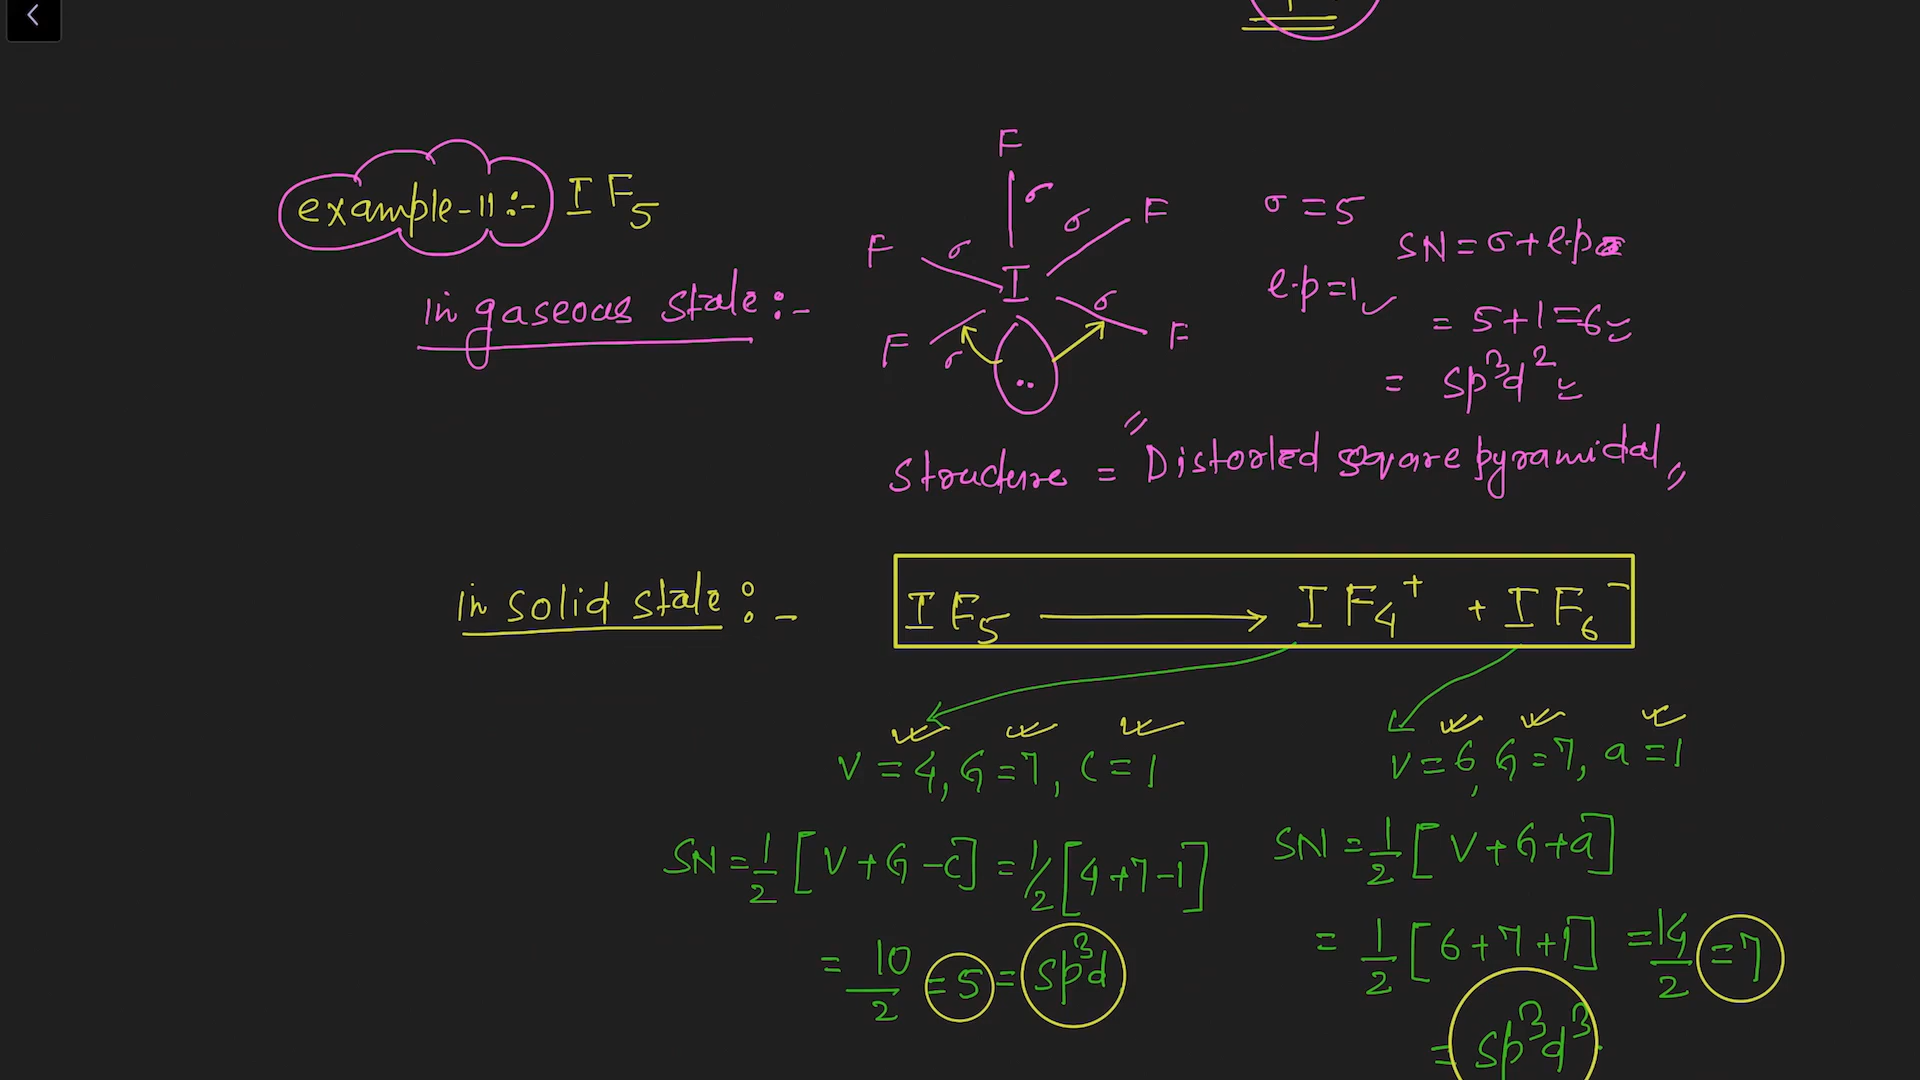 example-11:- IF₅
in gaseous state:-
F
F σ σ F
σ I σ
F σ F
..
σ = 5
l.p = 1
SN = σ + l.p
= 5+1 = 6
= sp³d²
Structure = "Distorted square pyramidal"
in solid state:-
IF₅ ⟶ IF₄⁺ + IF₆⁻
V = 4, G = 7, C = 1
SN = 1/2 [V+G-C] = 1/2 [4+7-1]
= 10/2 = 5 = sp³d
V = 6, G = 7, a = 1
SN = 1/2 [V+G+a]
= 1/2 [6+7+1] = 14/2 = 7
= sp³d³